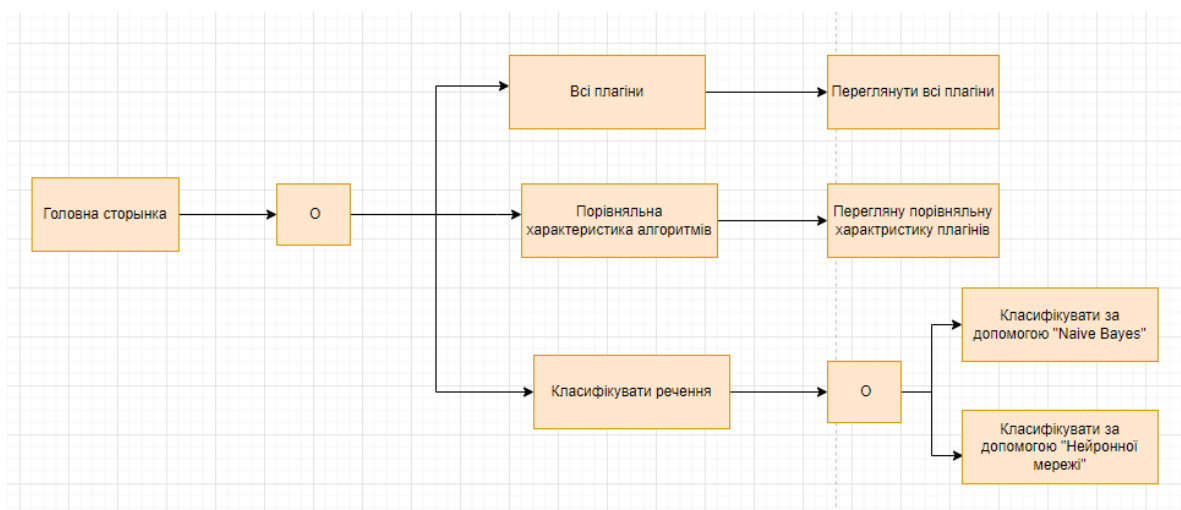 Всі плагіни
Переглянути всі плагіни
Головна сторынка
О
Порівняльна
характеристика алгоритмів
Перегляну порівняльну
характристику плагінів
Класифікувати речення
О
Класифікувати за
допомогою "Naive Bayes"
Класифікувати за
допомогою "Нейронної
мережі"